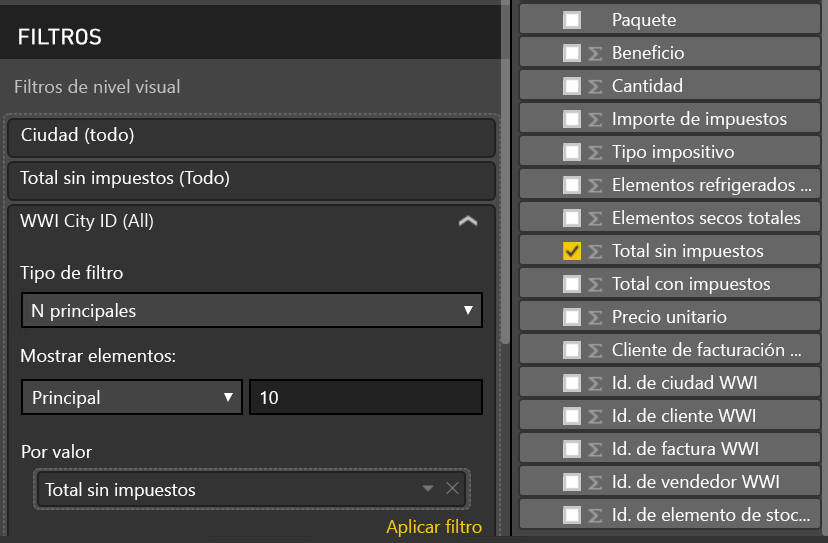 FILTROS
Filtros de nivel visual
Ciudad (todo)
Total sin impuestos (Todo)
WWI City ID (All)
Tipo de filtro
N principales
Mostrar elementos:
Principal
10
Por valor
Total sin impuestos
Aplicar filtro
Paquete
Σ Beneficio
Σ Cantidad
Σ Importe de impuestos
Σ Tipo impositivo
Σ Elementos refrigerados ...
Σ Elementos secos totales
Σ Total sin impuestos
Σ Total con impuestos
Σ Precio unitario
Σ Cliente de facturación ...
Σ Id. de ciudad WWI
Σ Id. de cliente WWI
Σ Id. de factura WWI
Σ Id. de vendedor WWI
Σ Id. de elemento de stoc...